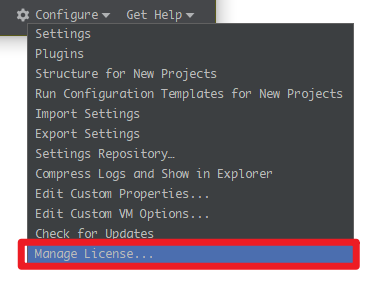 Configure Get Help
Settings
Plugins
Structure for New Projects
Run Configuration Templates for New Projects
Import Settings
Export Settings
Settings Repository…
Compress Logs and Show in Explorer
Edit Custom Properties...
Edit Custom VM Options...
Check for Updates
Manage License...